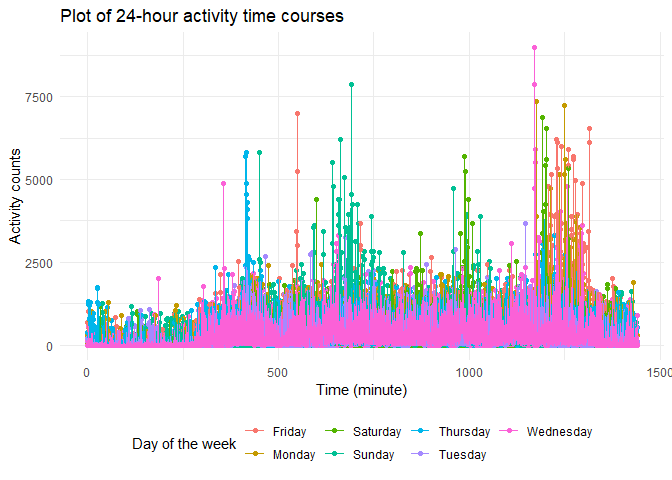 Plot of 24-hour activity time courses
Activity counts
7500
5000
2500
0
0 500 1000 1500
Time (minute)
Day of the week
Friday Saturday Thursday Wednesday
Monday Sunday Tuesday